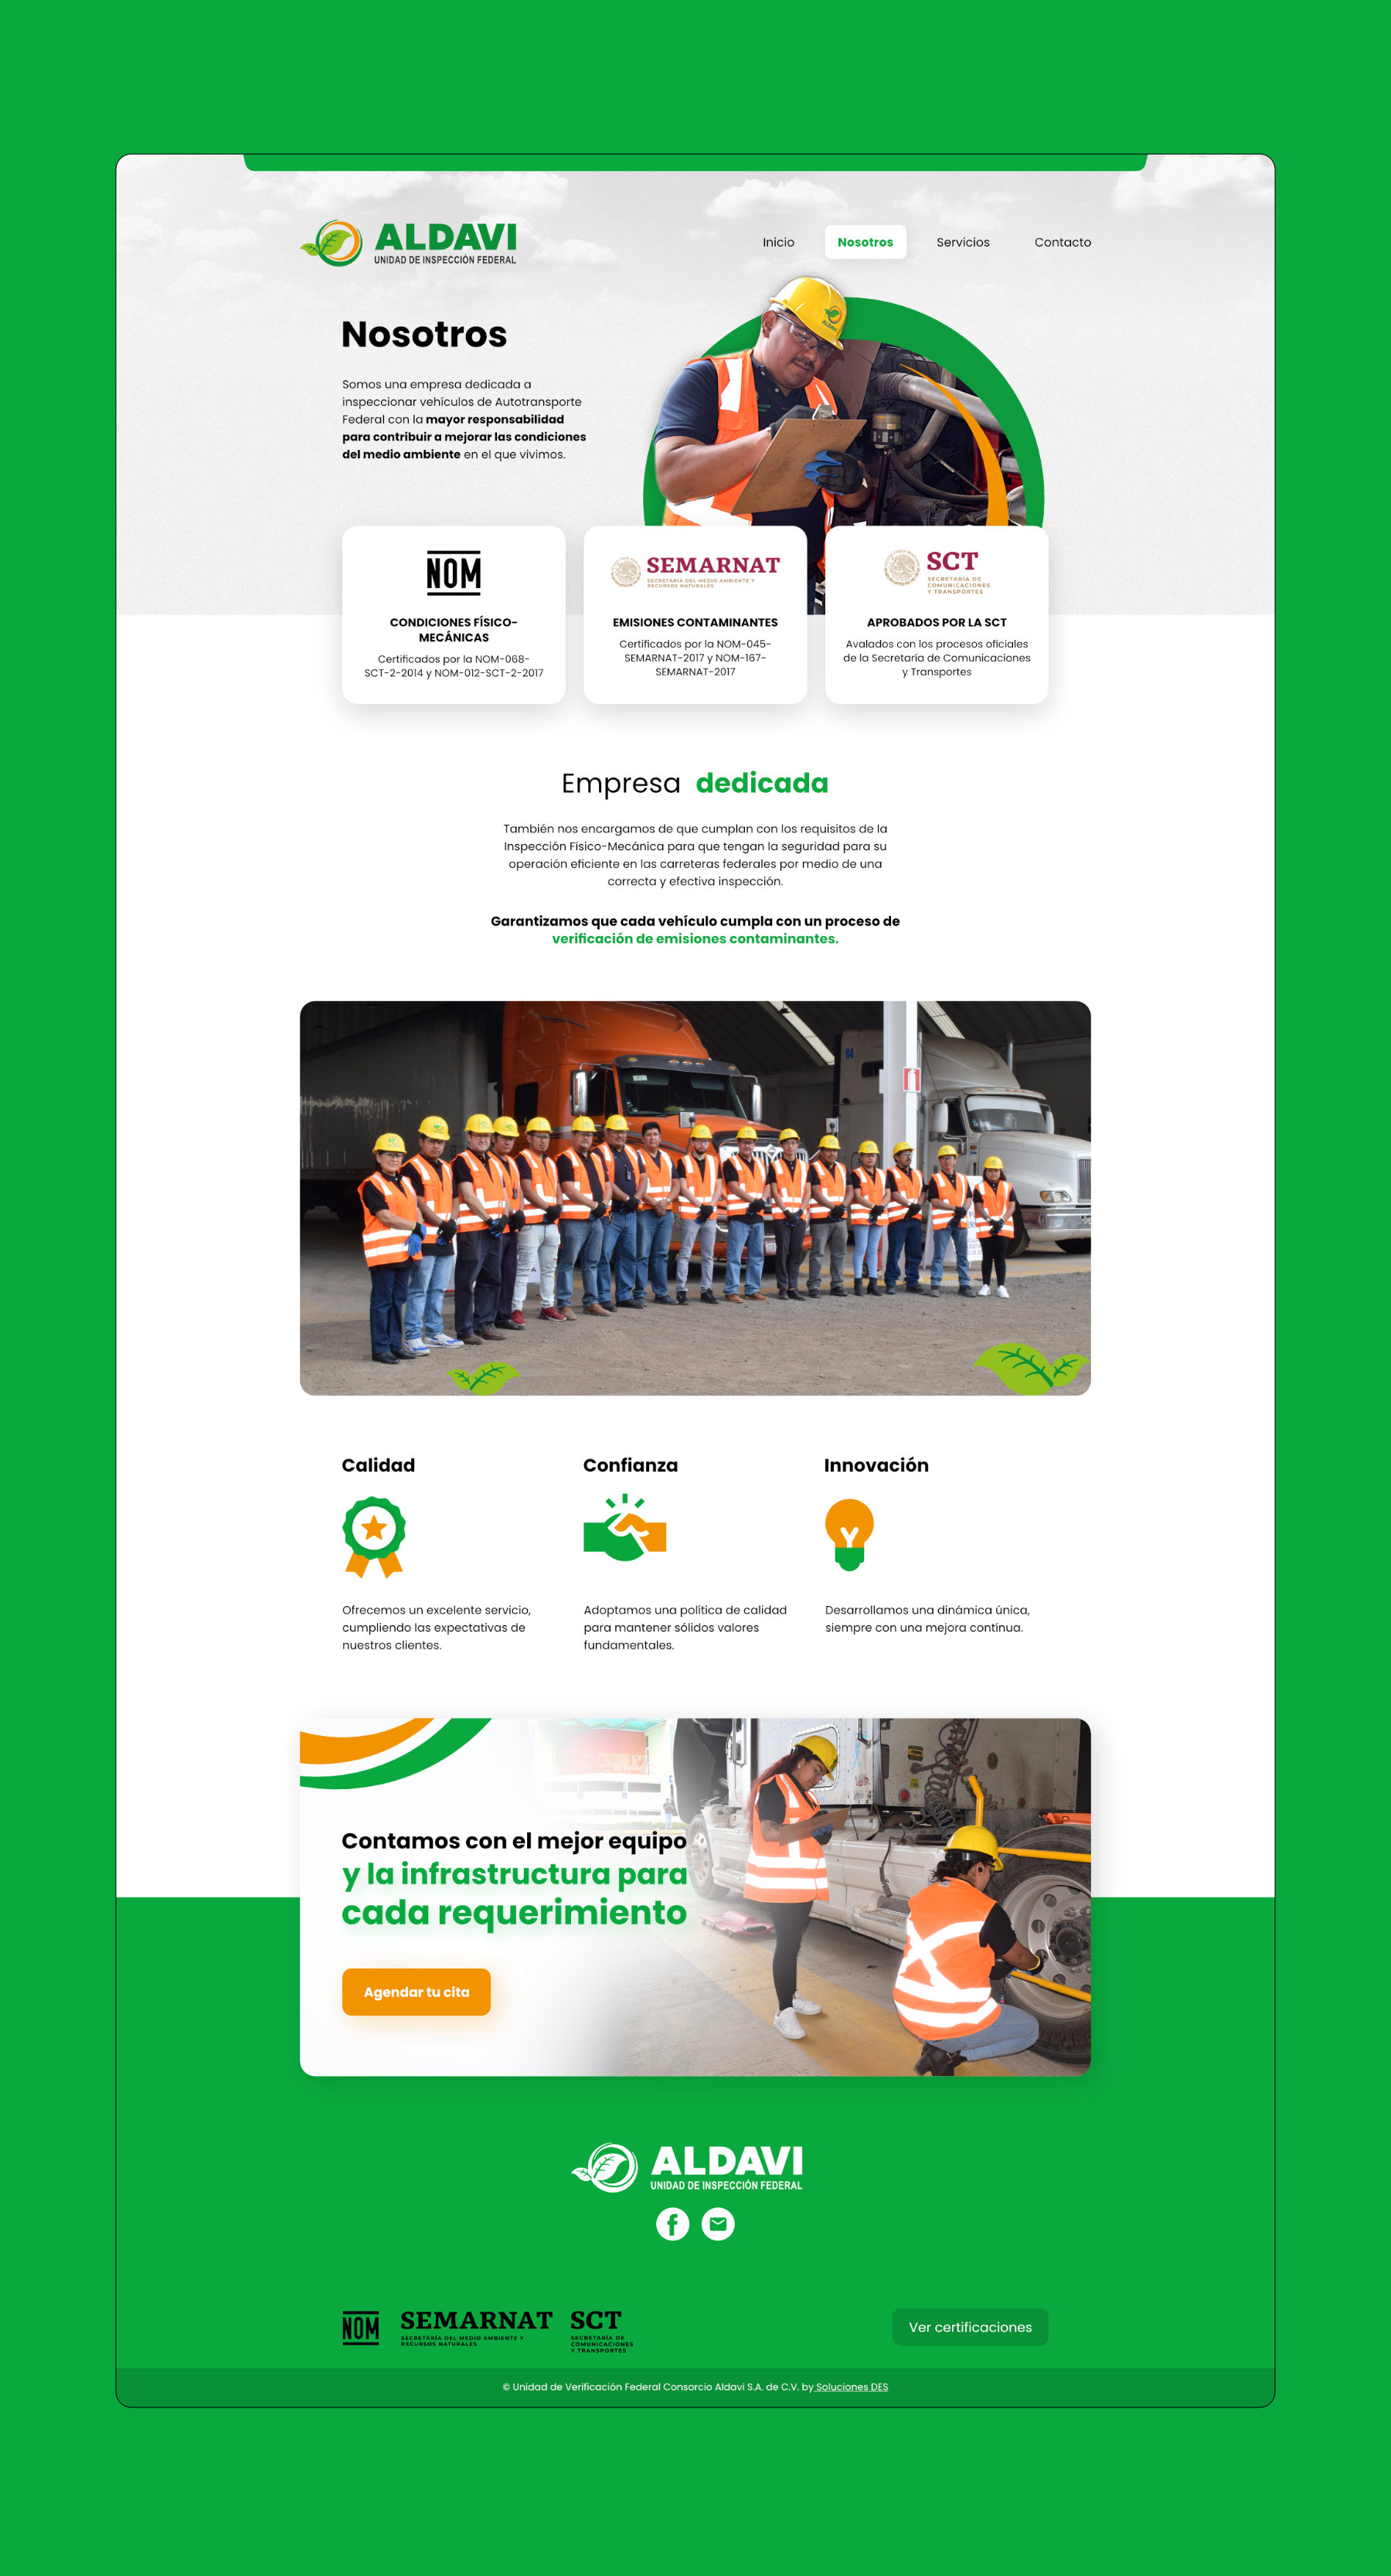 ALDAVI
UNIDAD DE INSPECCIÓN FEDERAL
Inicio
Nosotros
Servicios
Contacto
ALDAVI
Nosotros
Somos una empresa dedicada a
inspeccionar vehículos de Autotransporte
Federal con la mayor responsabilidad
para contribuir a mejorar las condiciones
del medio ambiente en el que vivimos.
NOM
CONDICIONES FÍSICO-
MECÁNICAS
Certificados por la NOM-068-
SCT-2-2014 y NOM-012-SCT-2-2017
SEMARNAT
SECRETARÍA DEL MEDIO AMBIENTE Y
RECURSOS NATURALES
EMISIONES CONTAMINANTES
Certificados por la NOM-045-
SEMARNAT-2017 y NOM-167-
SEMARNAT-2017
SCT
SECRETARÍA DE
COMUNICACIONES
Y TRANSPORTES
APROBADOS POR LA SCT
Avalados con los procesos oficiales
de la Secretaría de Comunicaciones
y Transportes
Empresa dedicada
También nos encargamos de que cumplan con los requisitos de la
Inspección Físico-Mecánica para que tengan la seguridad para su
operación eficiente en las carreteras federales por medio de una
correcta y efectiva inspección.
Garantizamos que cada vehículo cumpla con un proceso de
verificación de emisiones contaminantes.
Calidad
Ofrecemos un excelente servicio,
cumpliendo las expectativas de
nuestros clientes.
Confianza
Adoptamos una política de calidad
para mantener sólidos valores
fundamentales.
Innovación
Desarrollamos una dinámica única,
siempre con una mejora contínua.
Contamos con el mejor equipo
y la infrastructura para
cada requerimiento
Agendar tu cita
ALDAVI
UNIDAD DE INSPECCIÓN FEDERAL
NOM
SEMARNAT
SECRETARÍA DEL MEDIO AMBIENTE Y
RECURSOS NATURALES
SCT
SECRETARÍA DE
COMUNICACIONES
Y TRANSPORTES
Ver certificaciones
© Unidad de Verificación Federal Consorcio Aldavi S.A. de C.V. by Soluciones DES